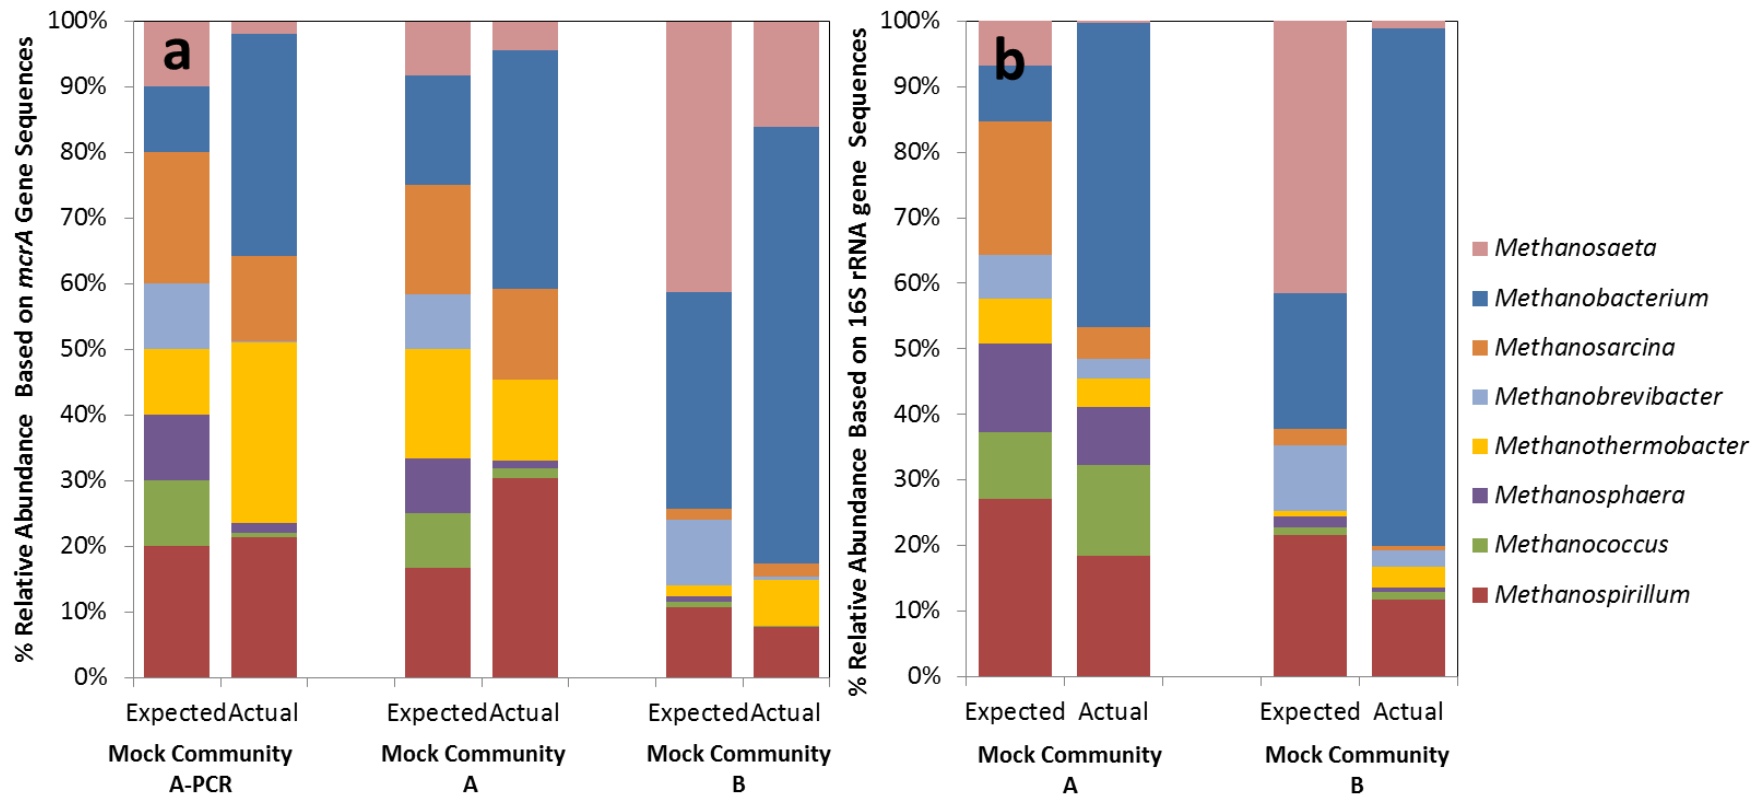 % Relative Abundance Based on mcrA Gene Sequences
100%
90%
80%
70%
60%
50%
40%
30%
20%
10%
0%
a
Expected Actual
Expected Actual
Expected Actual
Mock Community
A-PCR
Mock Community
A
Mock Community
B
% Relative Abundance Based on 16S rRNA gene Sequences
100%
90%
80%
70%
60%
50%
40%
30%
20%
10%
0%
b
Expected Actual
Expected Actual
Mock Community
A
Mock Community
B
Methanosaeta
Methanobacterium
Methanosarcina
Methanobrevibacter
Methanothermobacter
Methanosphaera
Methanococcus
Methanospirillum